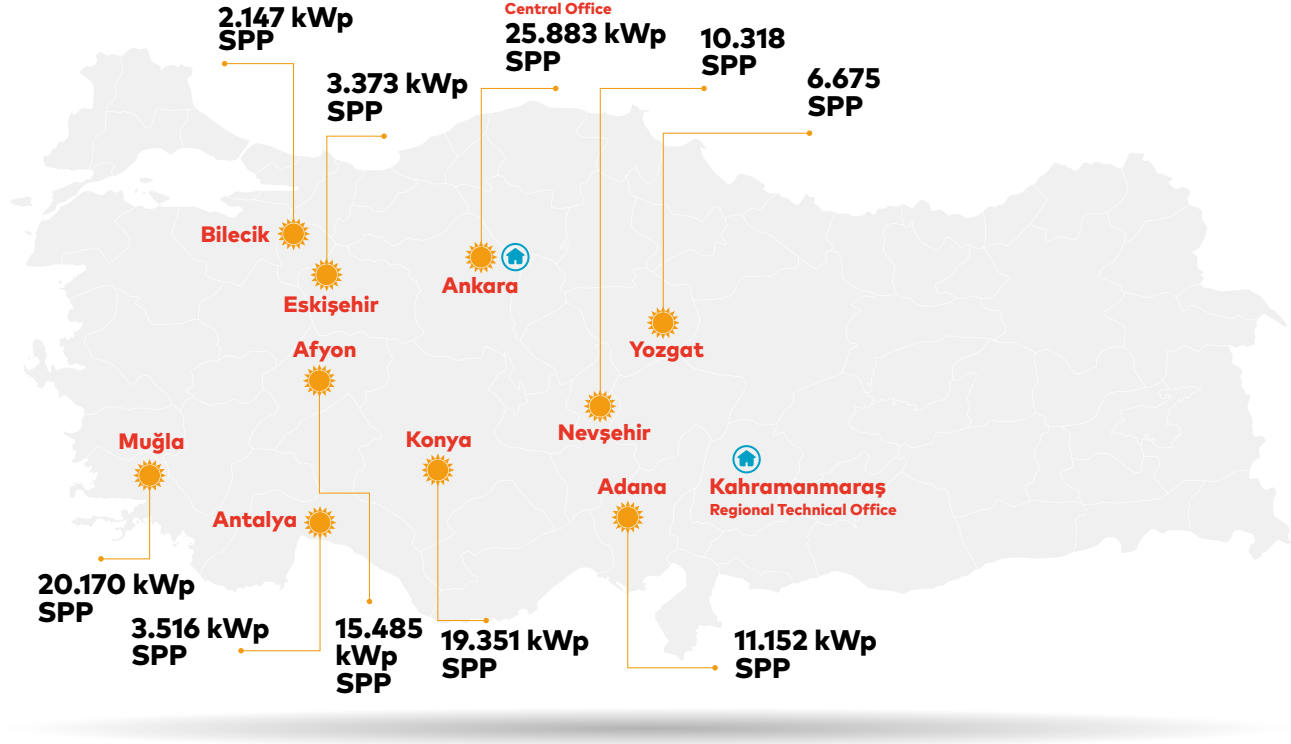 2.147 kWp
SPP
3.373 kWp
SPP
Central Office
25.883 kWp
SPP
10.318
SPP
6.675
SPP
Bilecik
Eskişehir
Ankara
Afyon
Yozgat
Muğla
Konya
Nevşehir
Antalya
Adana
Kahramanmaraş
Regional Technical Office
20.170 kWp
SPP
3.516 kWp
SPP
15.485
kWp
SPP
19.351 kWp
SPP
11.152 kWp
SPP